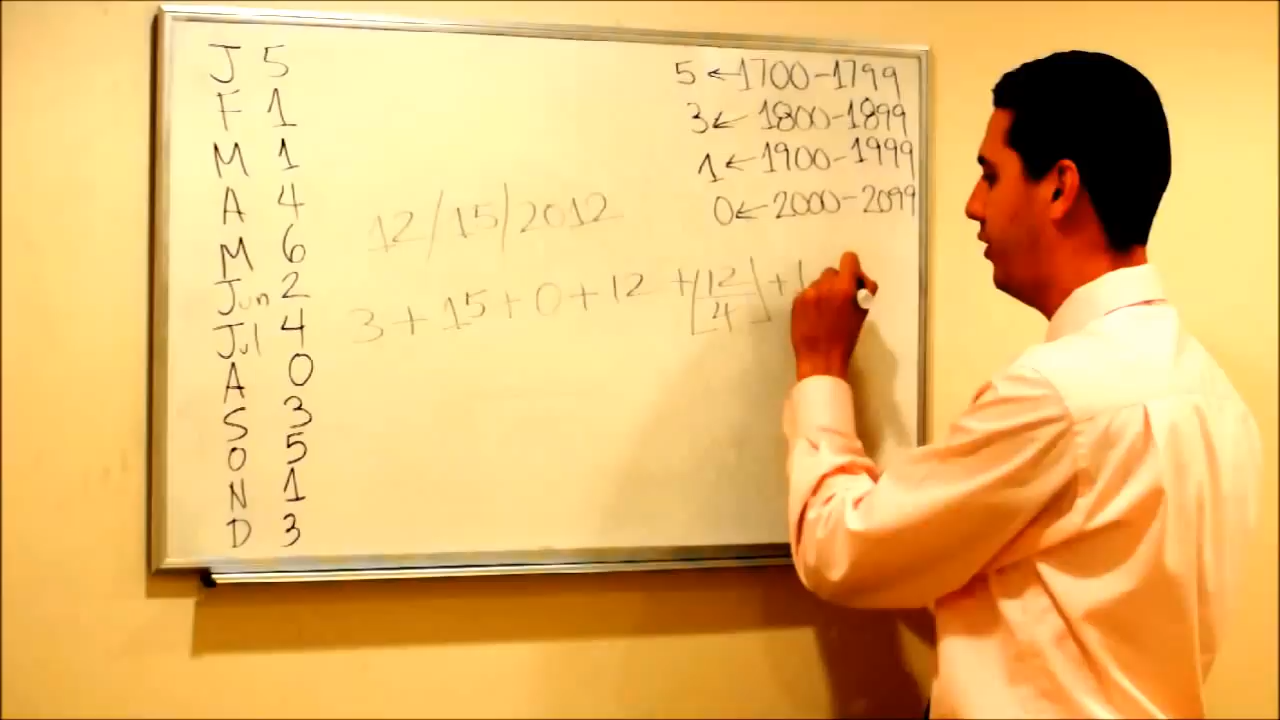 J 5
F 1
M 1
A 4
M 6
Jun 2
Jul 4
A 0
S 3
O 5
N 1
D 3
12/15/2012
3+15+0+12+⌊12/4⌋+1
5←1700-1799
3←1800-1899
1←1900-1999
0←2000-2099